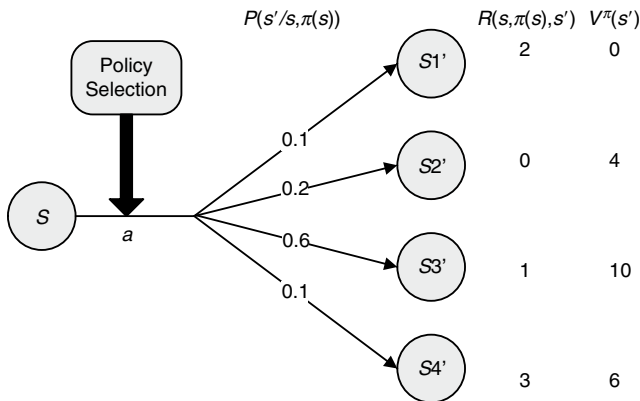 P(s'/s,π(s))
R(s,π(s),s') Vπ(s')
Policy
Selection
S1'
2 0
0.1
S2'
0 4
0.2
S
a
0.6
S3'
1 10
0.1
S4'
3 6